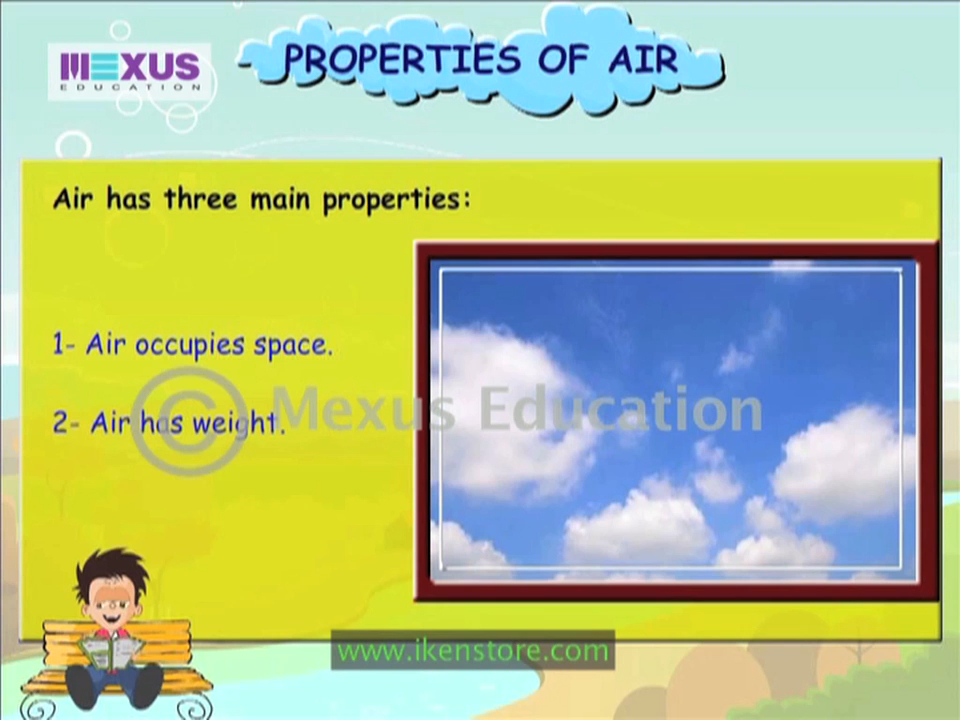 MEXUS
EDUCATION
PROPERTIES OF AIR
Air has three main properties:
1- Air occupies space.
2- Air has weight.
© Mexus Education
www.ikenstore.com